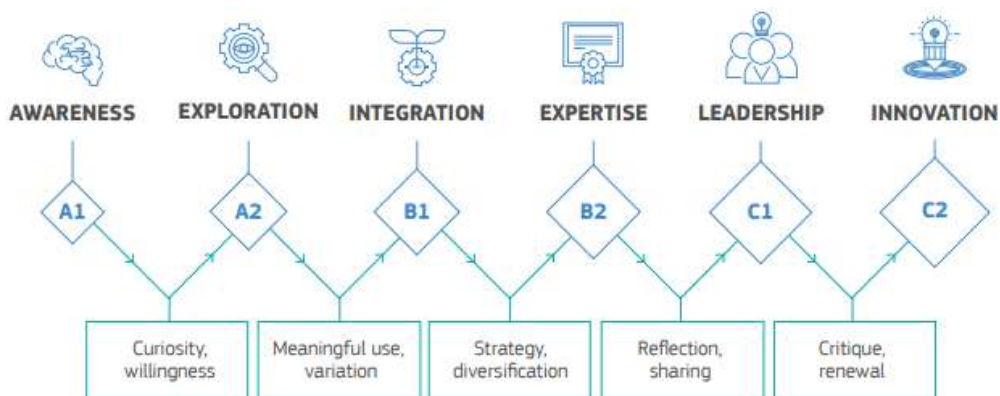 AWARENESS
EXPLORATION
INTEGRATION
EXPERTISE
LEADERSHIP
INNOVATION
A1
A2
B1
B2
C1
C2
Curiosity,
willingness
Meaningful use,
variation
Strategy,
diversification
Reflection,
sharing
Critique,
renewal